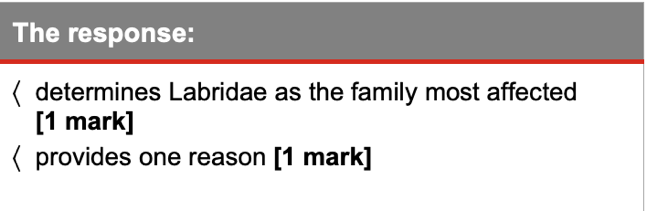 The response:
〈 determines Labridae as the family most affected
[1 mark]
〈 provides one reason [1 mark]